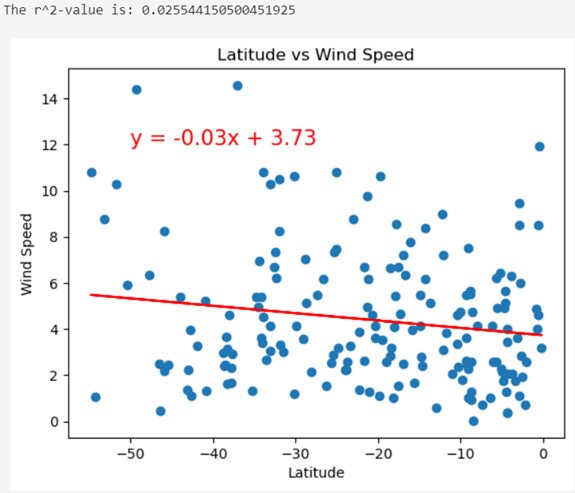 The r^2-value is: 0.025544150500451925
Latitude vs Wind Speed
14
12
10
8
6
4
2
0
y = -0.03x + 3.73
Wind Speed
−50
−40
−30
−20
−10
0
Latitude